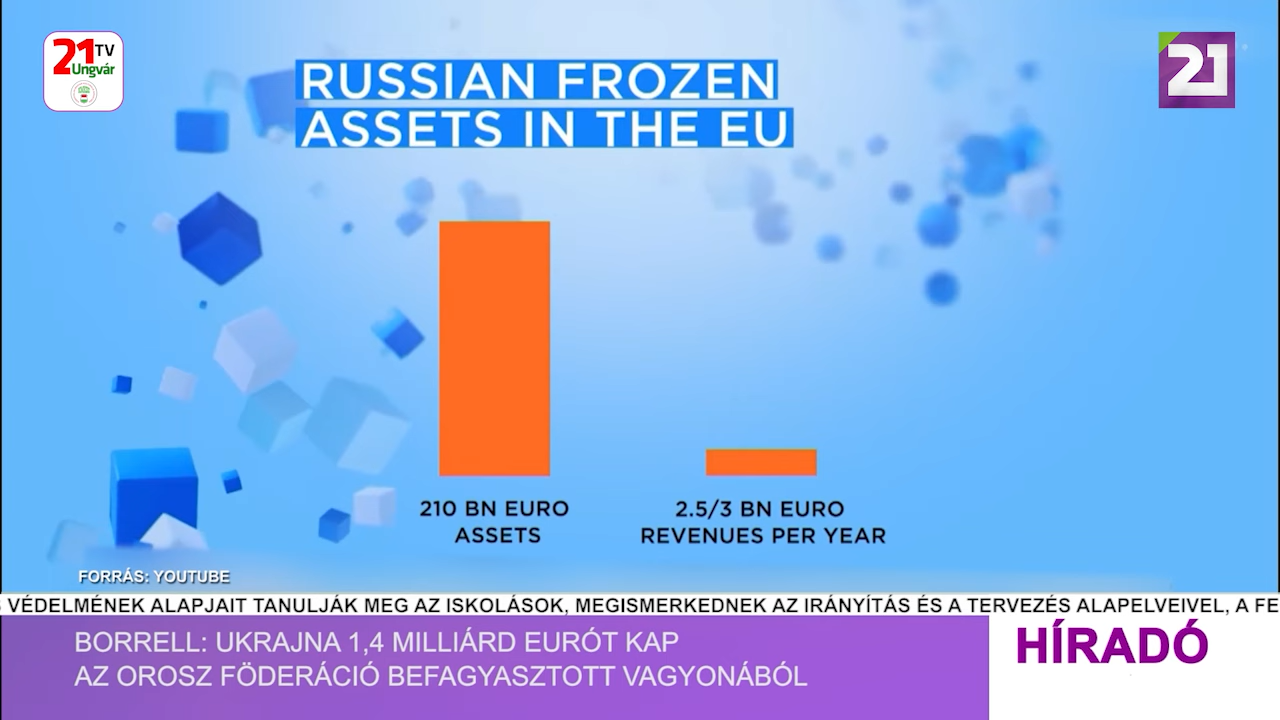 21 TV
Ungvár
21
RUSSIAN FROZEN
ASSETS IN THE EU
210 BN EURO
ASSETS
2.5/3 BN EURO
REVENUES PER YEAR
FORRÁS: YOUTUBE
VÉDELMÉNEK ALAPJAIT TANULJÁK MEG AZ ISKOLÁSOK, MEGISMERKEDNEK AZ IRÁNYÍTÁS ÉS A TERVEZÉS ALAPELVEIVEL, A FE
BORRELL: UKRAJNA 1,4 MILLIÁRD EURÓT KAP
AZ OROSZ FÖDERÁCIÓ BEFAGYASZTOTT VAGYONÁBÓL
HÍRADÓ